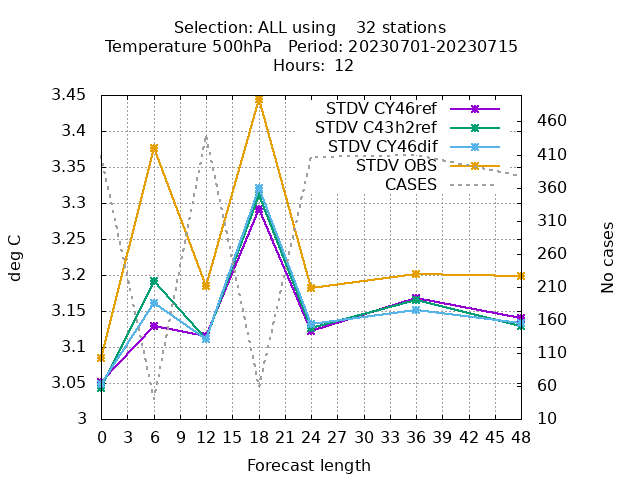 Selection: ALL using    32 stations
Temperature 500hPa   Period: 20230701-20230715
Hours: 12
3.45
3.4
3.35
3.3
3.25
3.2
3.15
3.1
3.05
3
deg C
STDV CY46ref
STDV C43h2ref
STDV CY46dif
STDV OBS
CASES
460
410
360
310
260
210
160
110
60
10
No cases
0 3 6 9 12 15 18 21 24 27 30 33 36 39 42 45 48
Forecast length